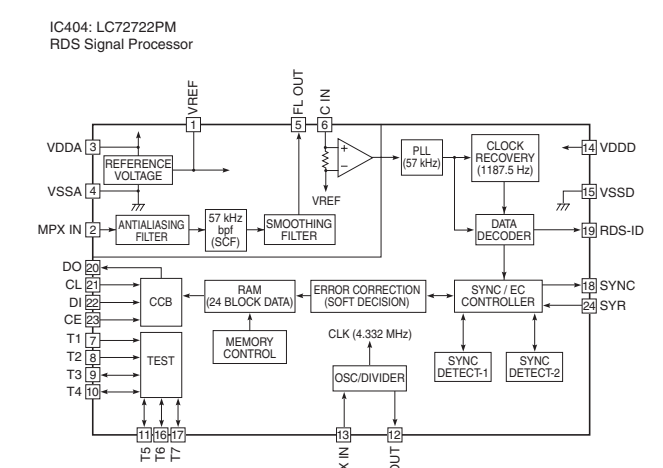 IC404: LC72722PM
RDS Signal Processor
VREF
FL OUT
C IN
1
5
6
VDDA 3
REFERENCE
VOLTAGE
VSSA 4
+
−
VREF
PLL
(57 kHz)
CLOCK
RECOVERY
(1187.5 Hz)
14 VDDD
15 VSSD
MPX IN 2
ANTIALIASING
FILTER
57 kHz
bpf
(SCF)
SMOOTHING
FILTER
DATA
DECODER
19 RDS-ID
DO 20
CL 21
DI 22
CE 23
CCB
RAM
(24 BLOCK DATA)
ERROR CORRECTION
(SOFT DECISION)
SYNC / EC
CONTROLLER
18 SYNC
24 SYR
T1 7
T2 8
T3 9
T4 10
TEST
MEMORY
CONTROL
CLK (4.332 MHz)
OSC/DIVIDER
SYNC
DETECT-1
SYNC
DETECT-2
11
16
17
13
12
T5
T6
T7
IN